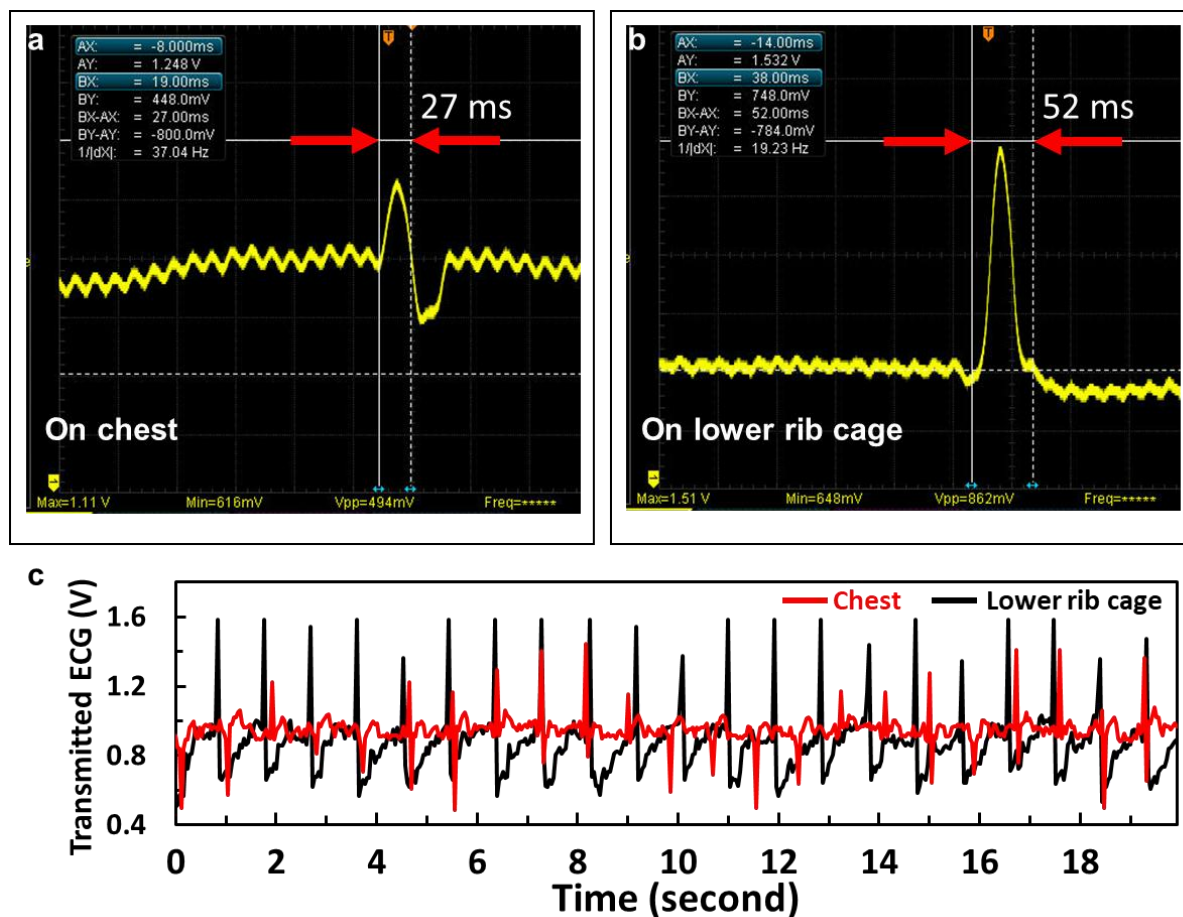 a
AX: = -8.000ms
AY: = 1.248 V
BX: = 19.00ms
BY: = 448.0mV
BX-AX: = 27.00ms
BY-AY: = -800.0mV
1/|dX|: = 37.04 Hz
T
27 ms
On chest
Max=1.11 V Min=616mV Vpp=494mV Freq=*****
b
AX: = -14.00ms
AY: = 1.532 V
BX: = 38.00ms
BY: = 748.0mV
BX-AX: = 52.00ms
BY-AY: = -784.0mV
1/|dX|: = 19.23 Hz
T
52 ms
On lower rib cage
Max=1.51 V Min=648mV Vpp=862mV Freq=*****
c
Transmitted ECG (V)
Chest Lower rib cage
1.6
1.2
0.8
0.4
0 2 4 6 8 10 12 14 16 18
Time (second)